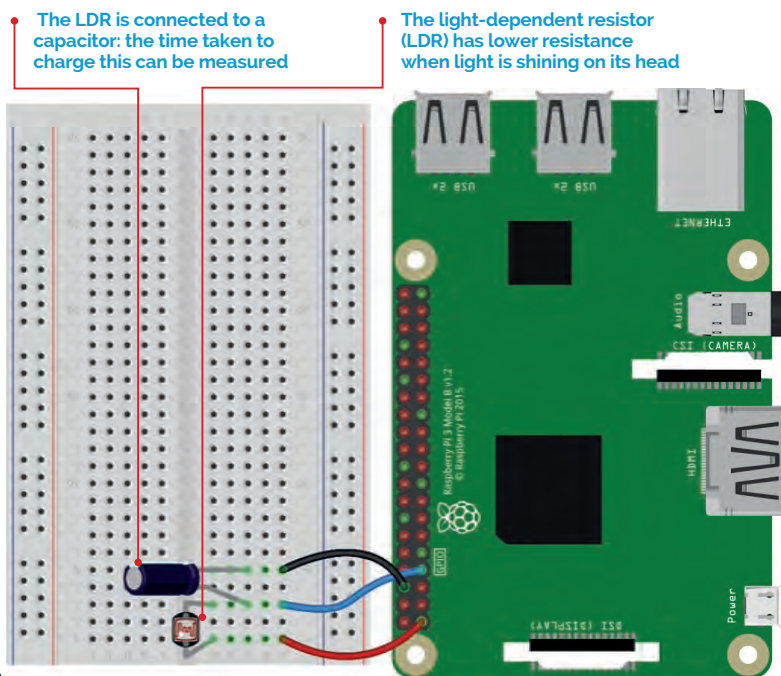 The LDR is connected to a
capacitor: the time taken to
charge this can be measured
The light-dependent resistor
(LDR) has lower resistance
when light is shining on its head
USB 2x
USB 2x
ETHERNET
Audio
CSI (CAMERA)
HDMI
Raspberry Pi 3 Model B v1.2
© Raspberry Pi 2015
GPIO
Power
DSI (DISPLAY)